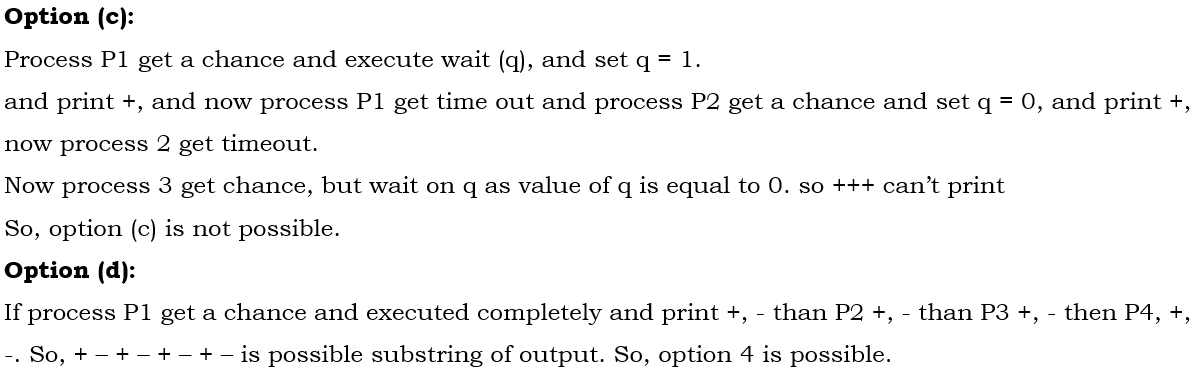 Option (c):
Process P1 get a chance and execute wait (q), and set q = 1.
and print +, and now process P1 get time out and process P2 get a chance and set q = 0, and print +,
now process 2 get timeout.
Now process 3 get chance, but wait on q as value of q is equal to 0. so +++ can’t print
So, option (c) is not possible.
Option (d):
If process P1 get a chance and executed completely and print +, - than P2 +, - than P3 +, - then P4, +,
-. So, + – + – + – + – is possible substring of output. So, option 4 is possible.